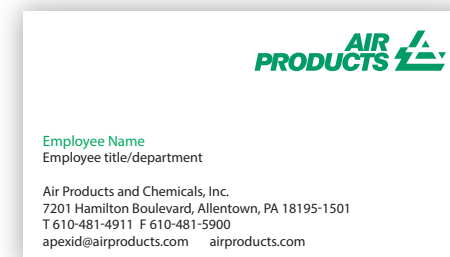 AIR
PRODUCTS
Employee Name
Employee title/department
Air Products and Chemicals, Inc.
7201 Hamilton Boulevard, Allentown, PA 18195-1501
T 610-481-4911 F 610-481-5900
apexid@airproducts.com airproducts.com